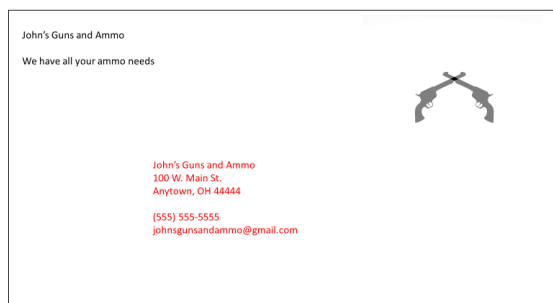 John's Guns and Ammo
We have all your ammo needs
John's Guns and Ammo
100 W. Main St.
Anytown, OH 44444
(555) 555-5555
johnsgunsandammo@gmail.com